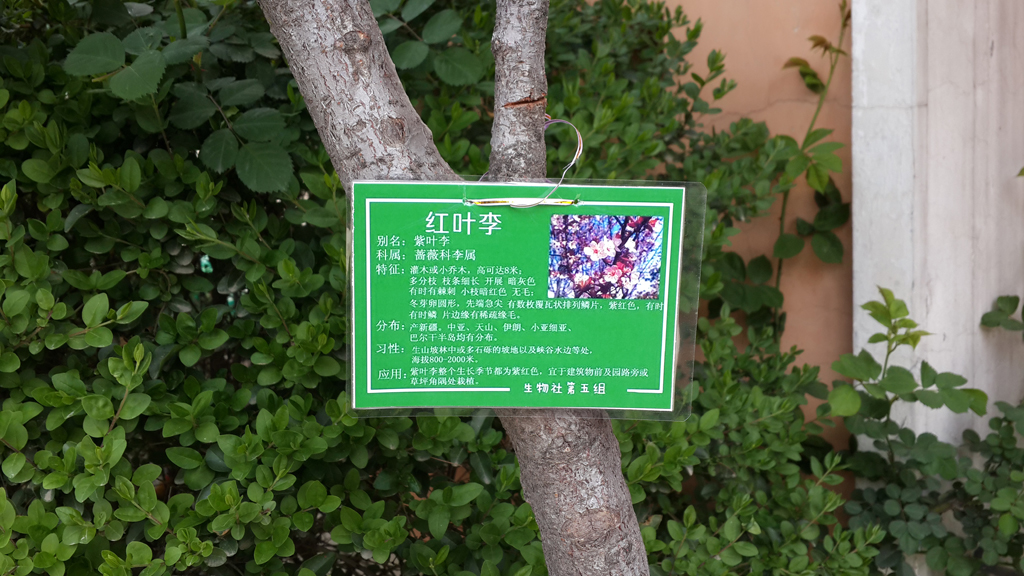 红叶李
别名：紫叶李
科属：蔷薇科李属
特征：灌木或小乔木，高可达8米；
多分枝 枝条细长 开展 暗灰色
有时有棘刺 小枝暗红色 无毛；
冬芽卵圆形，先端急尖 有数枚覆瓦状排列鳞片，紫红色，有时
有时鳞 片边缘有稀疏缘毛。
分布：产新疆。中亚、天山、伊朗、小亚细亚、
巴尔干半岛均有分布。
习性：生山坡林中或多石砾的坡地以及峡谷水边等处，
海拔800-2000米。
应用：紫叶李整个生长季节都为紫红色，宜于建筑物前及园路旁或
草坪角隅处栽植。
生物社第五组